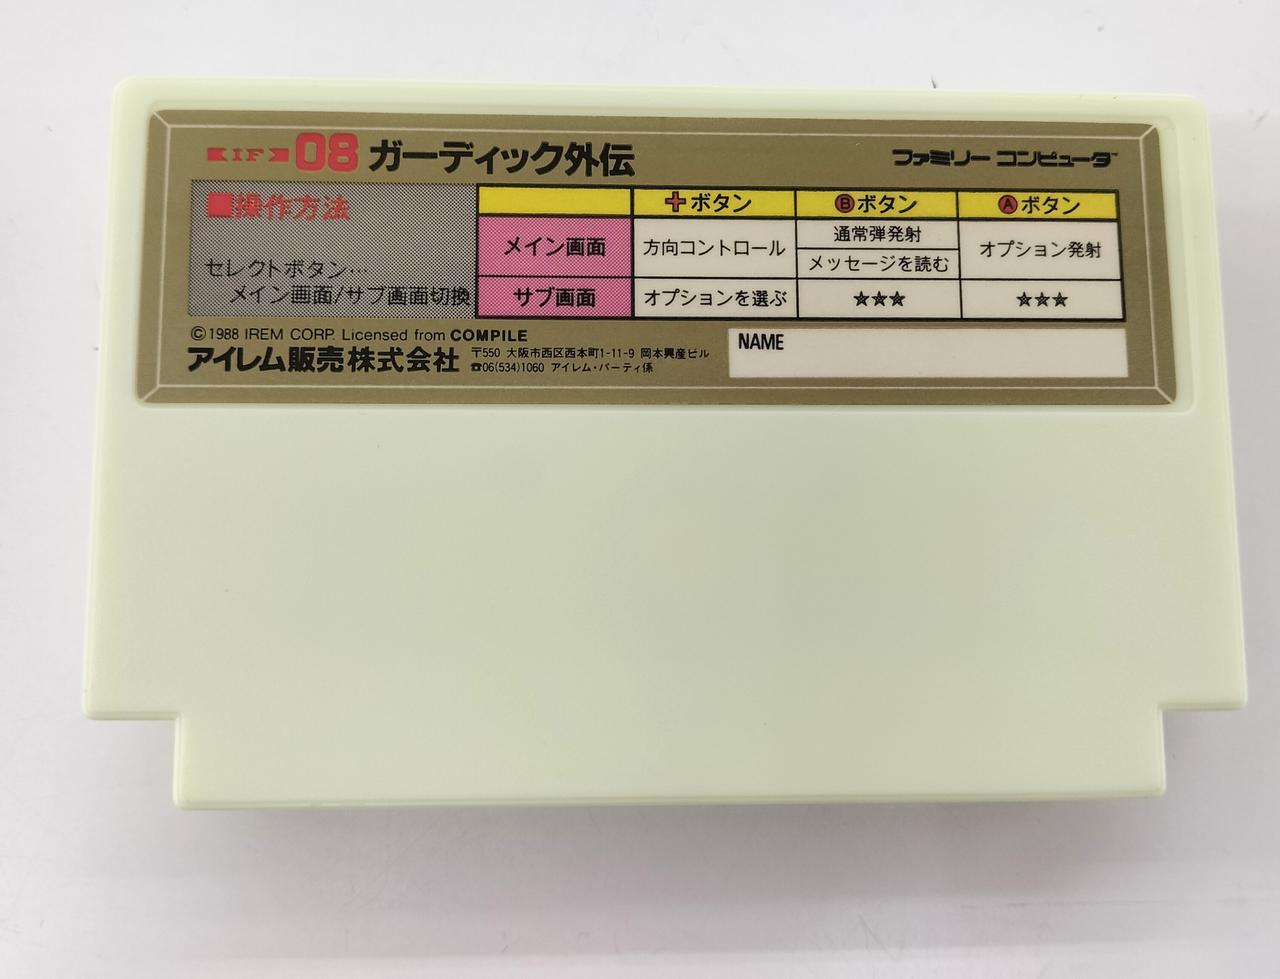 IF 08 ガーディック外伝
ファミリー コンピュータ™
■操作方法
セレクトボタン…
メイン画面/サブ画面切換
+ボタン Ⓑボタン Ⓐボタン
メイン画面 方向コントロール 通常弾発射 オプション発射
メッセージを読む
サブ画面 オプションを選ぶ ★★★ ★★★
©1988 IREM CORP. Licensed from COMPILE
アイレム販売株式会社
〒550 大阪市西区西本町1-11-9 岡本興産ビル
☎06(534)1060 アイレム・パーティ係
NAME